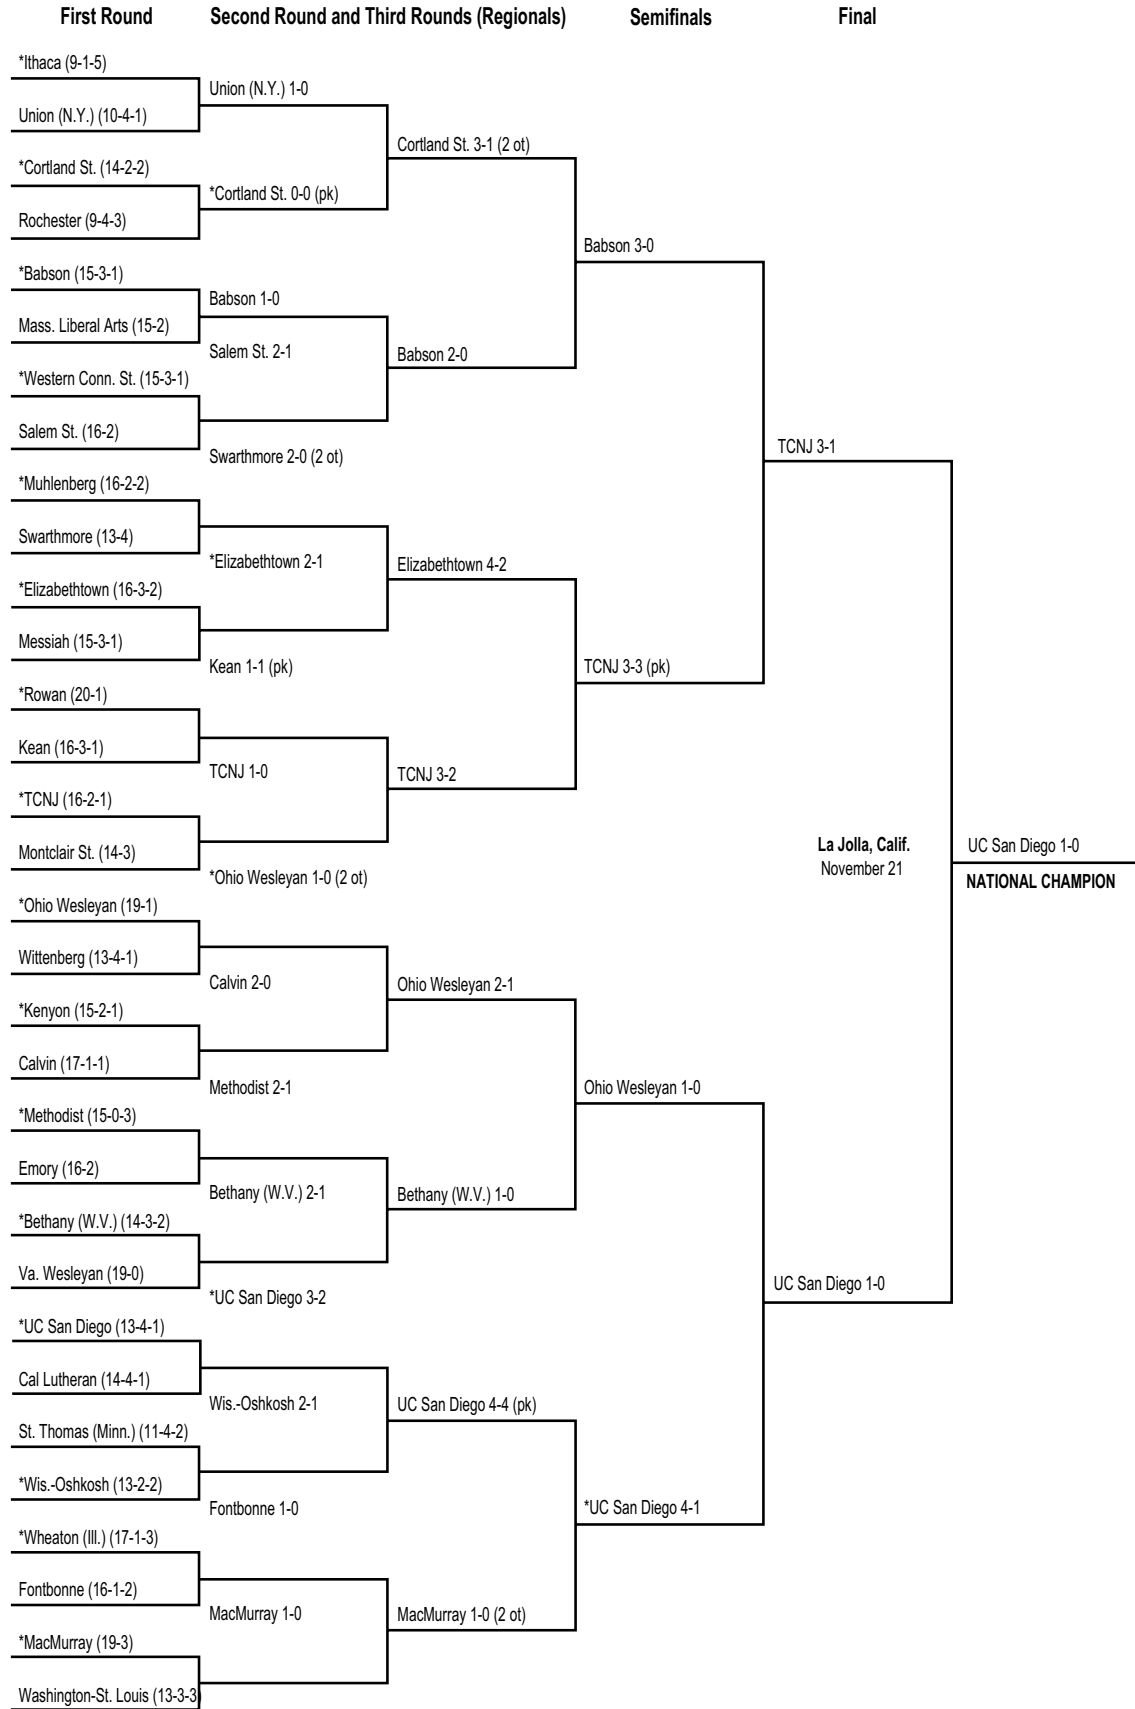 First Round
Second Round and Third Rounds (Regionals)
Semifinals
Final
*Ithaca (9-1-5)
Union (N.Y.) 1-0
Union (N.Y.) (10-4-1)
Cortland St. 3-1 (2 ot)
*Cortland St. (14-2-2)
*Cortland St. 0-0 (pk)
Rochester (9-4-3)
Babson 3-0
*Babson (15-3-1)
Babson 1-0
Mass. Liberal Arts (15-2)
Salem St. 2-1
Babson 2-0
*Western Conn. St. (15-3-1)
Salem St. (16-2)
TCNJ 3-1
Swarthmore 2-0 (2 ot)
*Muhlenberg (16-2-2)
Swarthmore (13-4)
*Elizabethtown 2-1
Elizabethtown 4-2
*Elizabethtown (16-3-2)
Messiah (15-3-1)
Kean 1-1 (pk)
TCNJ 3-3 (pk)
*Rowan (20-1)
Kean (16-3-1)
TCNJ 1-0
TCNJ 3-2
*TCNJ (16-2-1)
Montclair St. (14-3)
La Jolla, Calif.
UC San Diego 1-0
November 21
*Ohio Wesleyan 1-0 (2 ot)
NATIONAL CHAMPION
*Ohio Wesleyan (19-1)
Wittenberg (13-4-1)
Calvin 2-0
Ohio Wesleyan 2-1
*Kenyon (15-2-1)
Calvin (17-1-1)
Methodist 2-1
Ohio Wesleyan 1-0
*Methodist (15-0-3)
Emory (16-2)
Bethany (W.V.) 2-1
Bethany (W.V.) 1-0
*Bethany (W.V.) (14-3-2)
Va. Wesleyan (19-0)
UC San Diego 1-0
*UC San Diego 3-2
*UC San Diego (13-4-1)
Cal Lutheran (14-4-1)
Wis.-Oshkosh 2-1
UC San Diego 4-4 (pk)
St. Thomas (Minn.) (11-4-2)
*Wis.-Oshkosh (13-2-2)
Fontbonne 1-0
*UC San Diego 4-1
*Wheaton (Ill.) (17-1-3)
Fontbonne (16-1-2)
MacMurray 1-0
MacMurray 1-0 (2 ot)
*MacMurray (19-3)
Washington-St. Louis (13-3-3)